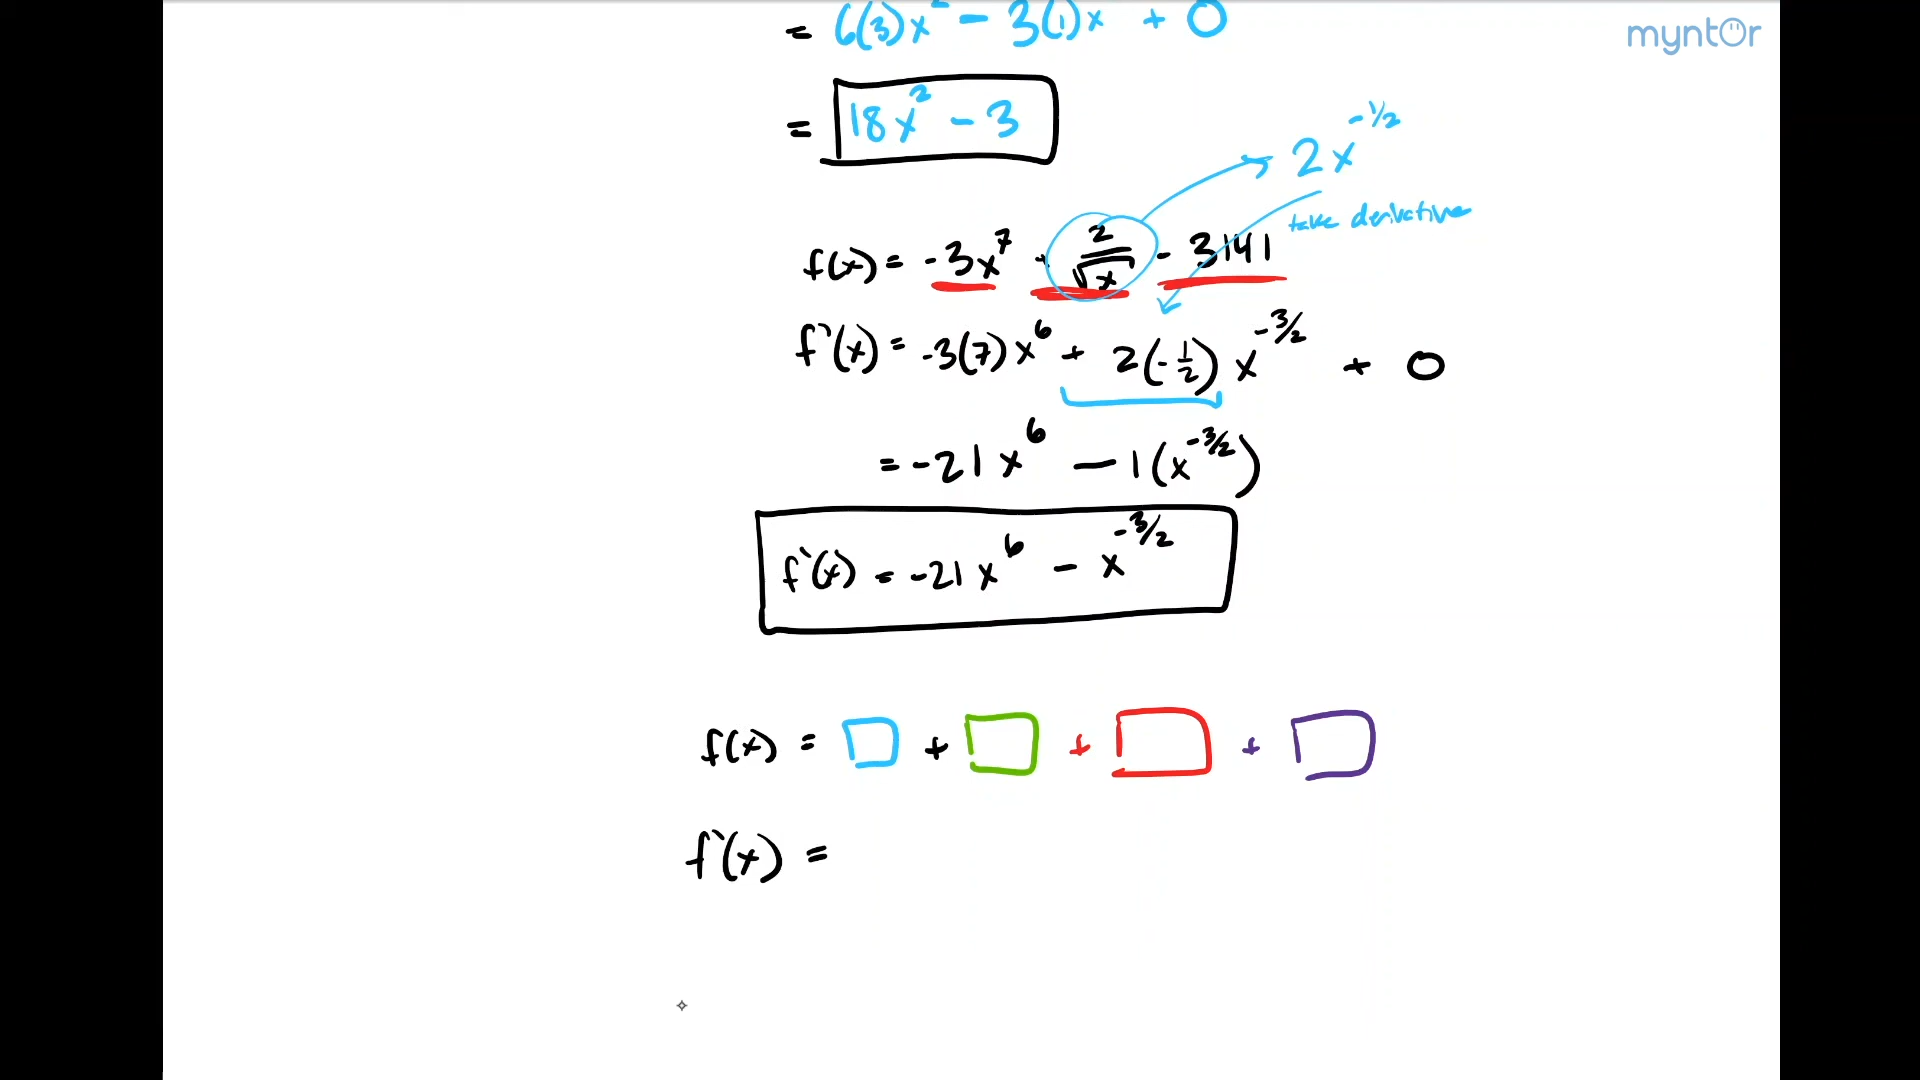 = 6(3)x² - 3(1)x + 0
myntor
= 18x² - 3
2x^{-1/2}
take derivative
f(x) = -3x⁷ + 2/√x - 3141
f'(x) = -3(7)x⁶ + 2(-1/2)x^{-3/2} + 0
= -21x⁶ - 1(x^{-3/2})
f'(x) = -21x⁶ - x^{-3/2}
f(x) = □ + □ + □ + □
f'(x) =